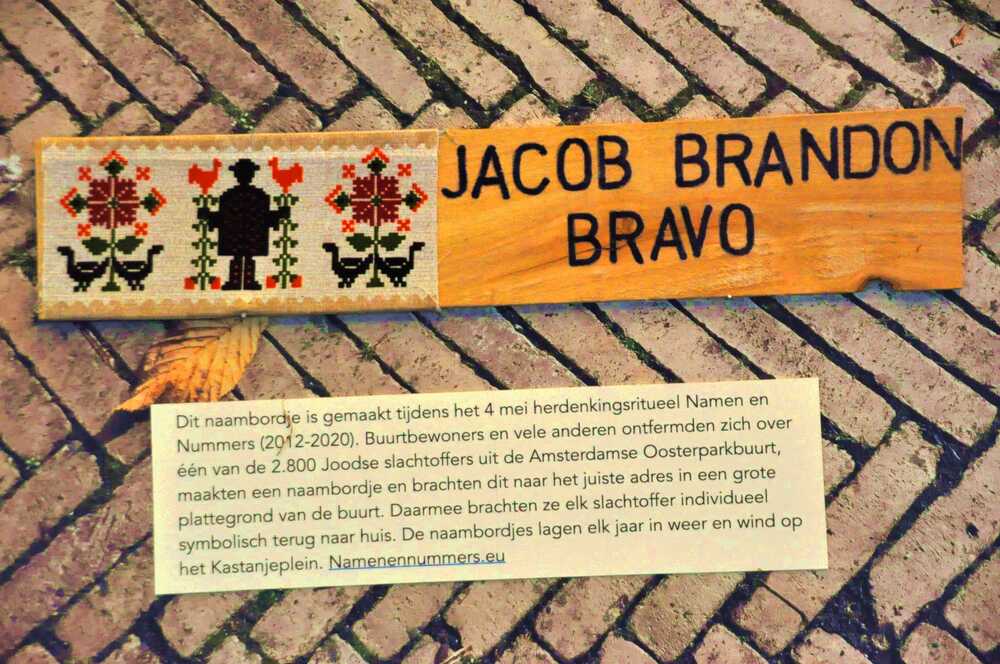 JACOB BRANDON
BRAVO
Dit naambordje is gemaakt tijdens het 4 mei herdenkingsritueel Namen en
Nummers (2012-2020). Buurtbewoners en vele anderen ontfermden zich over
één van de 2.800 Joodse slachtoffers uit de Amsterdamse Oosterparkbuurt,
maakten een naambordje en brachten dit naar het juiste adres in een grote
plattegrond van de buurt. Daarmee brachten ze elk slachtoffer individueel
symbolisch terug naar huis. De naambordjes lagen elk jaar in weer en wind op
het Kastanjeplein. Namenennummers.eu